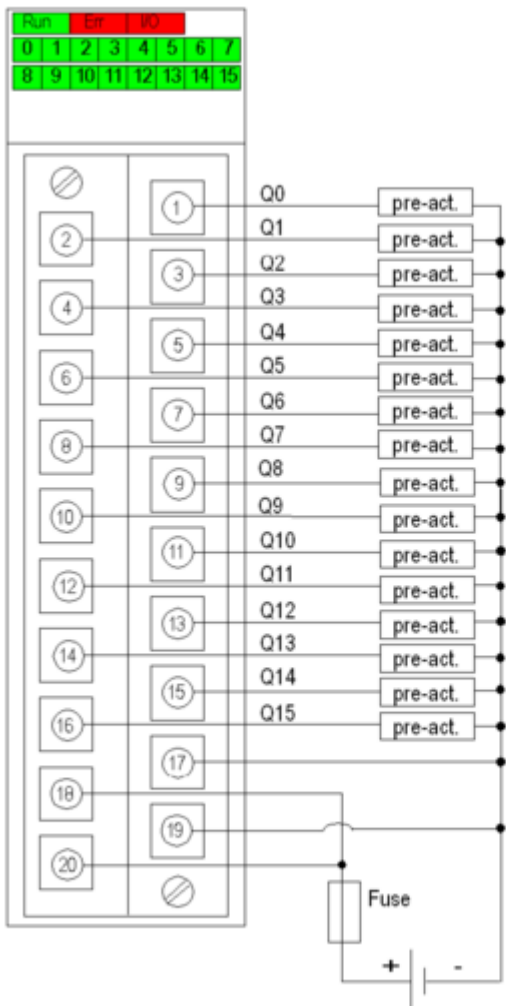 Run Err I/O
0 1 2 3 4 5 6 7
8 9 10 11 12 13 14 15
1 Q0 pre-act.
2 Q1 pre-act.
3 Q2 pre-act.
4 Q3 pre-act.
5 Q4 pre-act.
6 Q5 pre-act.
7 Q6 pre-act.
8 Q7 pre-act.
9 Q8 pre-act.
10 Q9 pre-act.
11 Q10 pre-act.
12 Q11 pre-act.
13 Q12 pre-act.
14 Q13 pre-act.
15 Q14 pre-act.
16 Q15 pre-act.
17
18
19
20
Fuse
+ -